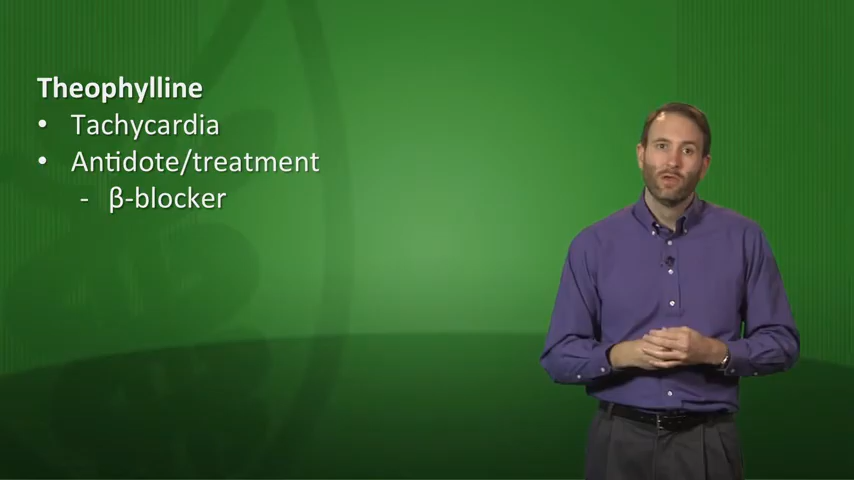 Theophylline
• Tachycardia
• Antidote/treatment
- β-blocker